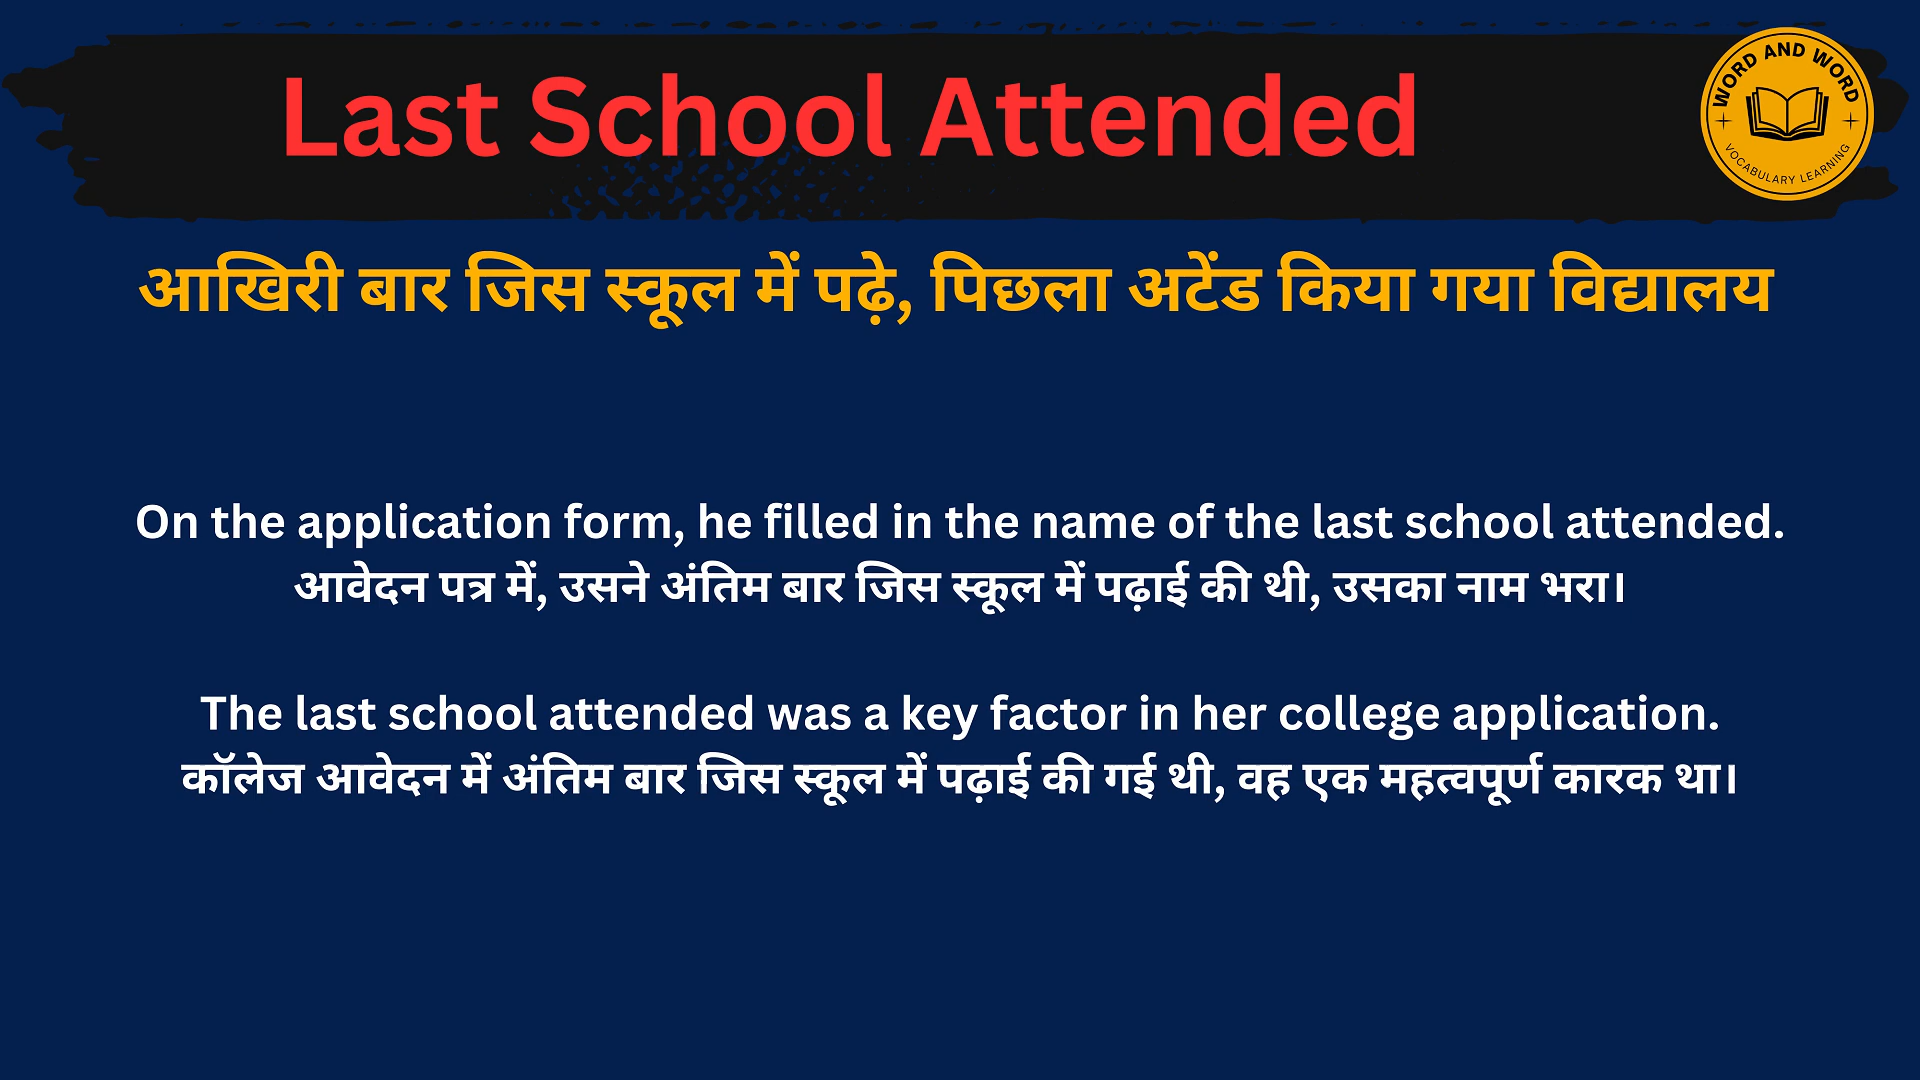 Last School Attended
WORD AND WORD
VOCABULARY LEARNING
आखिरी बार जिस स्कूल में पढ़े, पिछला अटेंड किया गया विद्यालय
On the application form, he filled in the name of the last school attended.
आवेदन पत्र में, उसने अंतिम बार जिस स्कूल में पढ़ाई की थी, उसका नाम भरा।
The last school attended was a key factor in her college application.
कॉलेज आवेदन में अंतिम बार जिस स्कूल में पढ़ाई की गई थी, वह एक महत्वपूर्ण कारक था।